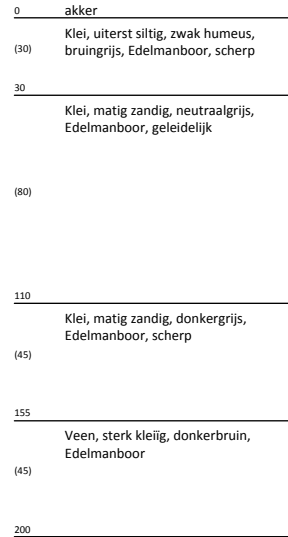 0 akker
Klei, uiterst siltig, zwak humeus,
(30) bruingrijs, Edelmanboor, scherp
30
Klei, matig zandig, neutraalgrijs,
Edelmanboor, geleidelijk
(80)
110
Klei, matig zandig, donkergrijs,
Edelmanboor, scherp
(45)
155
Veen, sterk kleiïg, donkerbruin,
Edelmanboor
(45)
200